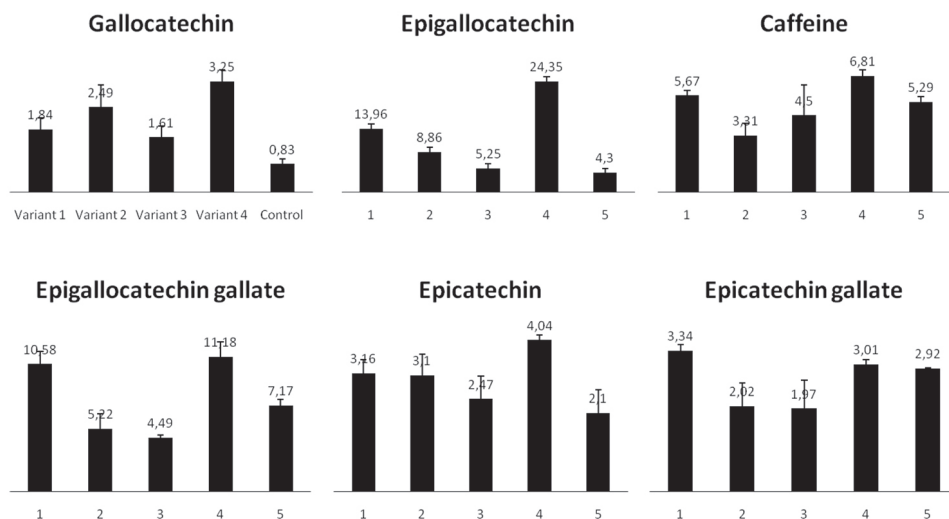 Gallocatechin
3,25
2,49
1,84
1,61
0,83
Variant 1 Variant 2 Variant 3 Variant 4 Control
Epigallocatechin
24,35
13,96
8,86
5,25
4,3
1 2 3 4 5
Caffeine
6,81
5,67
5,29
4,5
3,31
1 2 3 4 5
Epigallocatechin gallate
11,18
10,58
7,17
5,22
4,49
1 2 3 4 5
Epicatechin
4,04
3,16
3,1
2,47
2,1
1 2 3 4 5
Epicatechin gallate
3,34
3,01
2,92
2,02
1,97
1 2 3 4 5